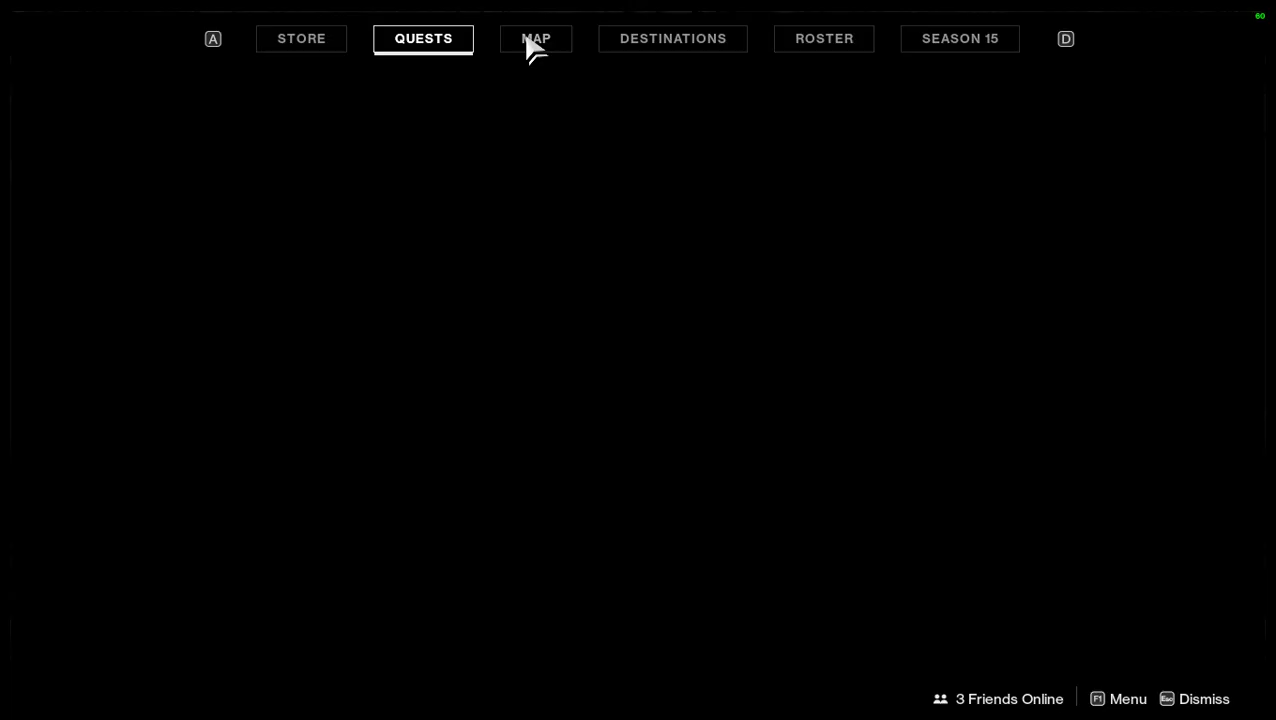 60
A STORE QUESTS MAP DESTINATIONS ROSTER SEASON 15 D
3 Friends Online F1 Menu Esc Dismiss